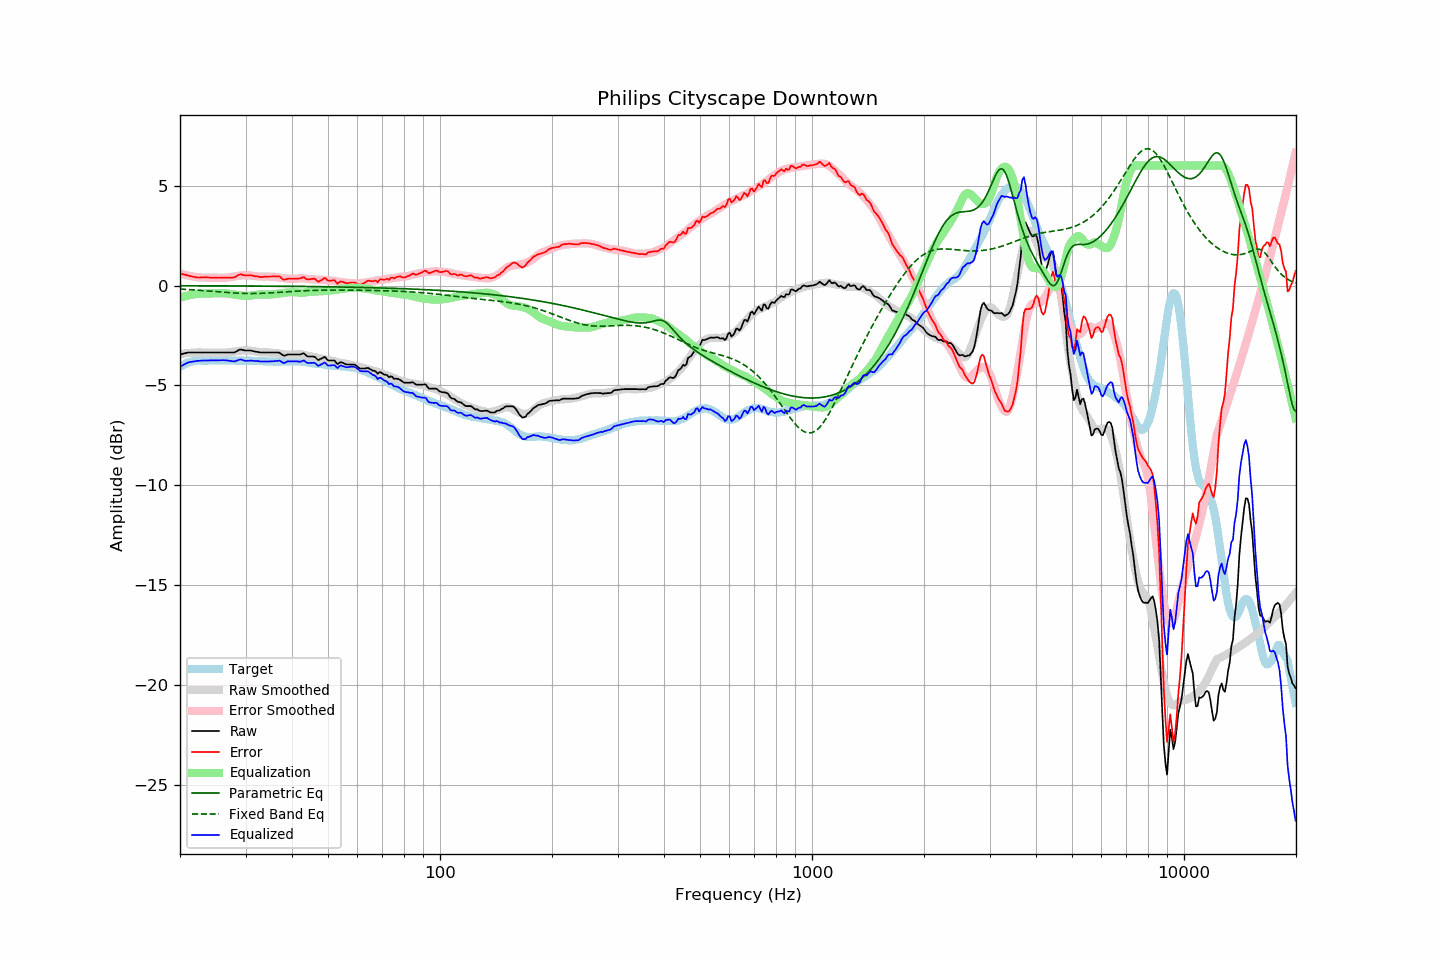 Philips Cityscape Downtown
Amplitude (dBr)
5
0
−5
−10
−15
−20
−25
Target
Raw Smoothed
Error Smoothed
Raw
Error
Equalization
Parametric Eq
Fixed Band Eq
Equalized
100 1000 10000
Frequency (Hz)